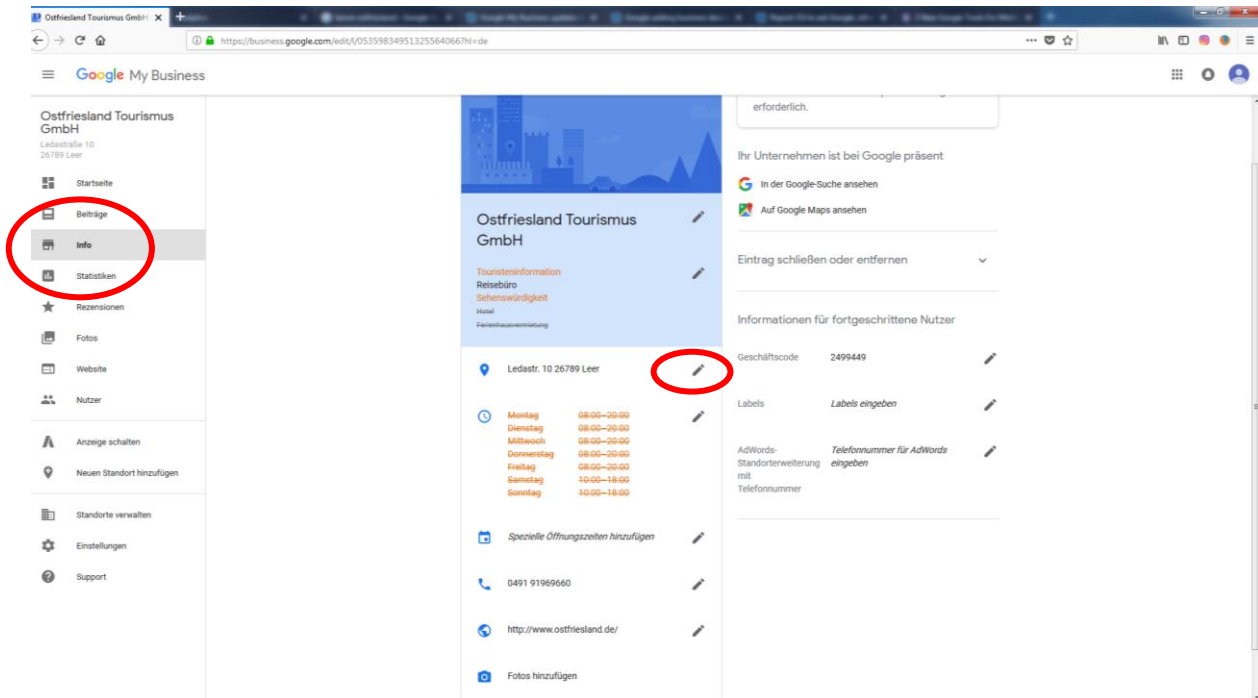 Ostfriesland Tourismus GmbH
https://business.google.com/edit/l/05359834951325564066?hl=de
Google My Business
Ostfriesland Tourismus
GmbH
Ledastraße 10
26789 Leer
Startseite
Beiträge
Info
Statistiken
Rezensionen
Fotos
Website
Nutzer
Anzeige schalten
Neuen Standort hinzufügen
Standorte verwalten
Einstellungen
Support
Ostfriesland Tourismus
GmbH
Touristeninformation
Reisebüro
Sehenswürdigkeit
Hotel
Ferienhausvermietung
Ledastr. 10 26789 Leer
Montag 08:00–20:00
Dienstag 08:00–20:00
Mittwoch 08:00–20:00
Donnerstag 08:00–20:00
Freitag 08:00–20:00
Samstag 10:00–18:00
Sonntag 10:00–18:00
Spezielle Öffnungszeiten hinzufügen
0491 91969660
http://www.ostfriesland.de/
Fotos hinzufügen
erforderlich.
Ihr Unternehmen ist bei Google präsent
In der Google-Suche ansehen
Auf Google Maps ansehen
Eintrag schließen oder entfernen
Informationen für fortgeschrittene Nutzer
Geschäftscode 2499449
Labels Labels eingeben
AdWords- Telefonnummer für AdWords
Standorterweiterung eingeben
mit
Telefonnummer